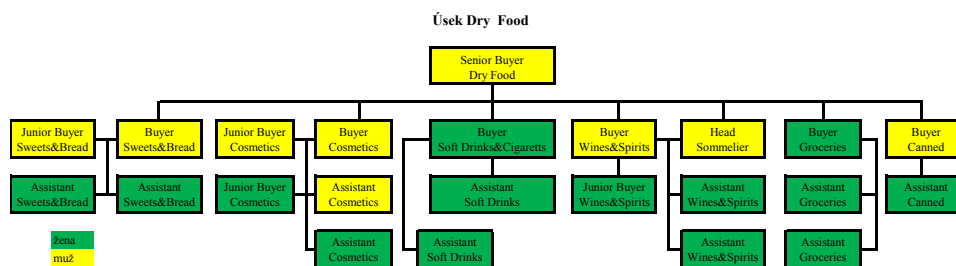 Úsek Dry Food
Senior Buyer
Dry Food
Junior Buyer
Sweets&Bread
Buyer
Sweets&Bread
Junior Buyer
Cosmetics
Buyer
Cosmetics
Buyer
Soft Drinks&Cigaretts
Buyer
Wines&Spirits
Head
Sommelier
Buyer
Groceries
Buyer
Canned
Assistant
Sweets&Bread
Assistant
Sweets&Bread
Junior Buyer
Cosmetics
Assistant
Cosmetics
Assistant
Soft Drinks
Junior Buyer
Wines&Spirits
Assistant
Wines&Spirits
Assistant
Groceries
Assistant
Canned
žena
muž
Assistant
Cosmetics
Assistant
Soft Drinks
Assistant
Wines&Spirits
Assistant
Groceries